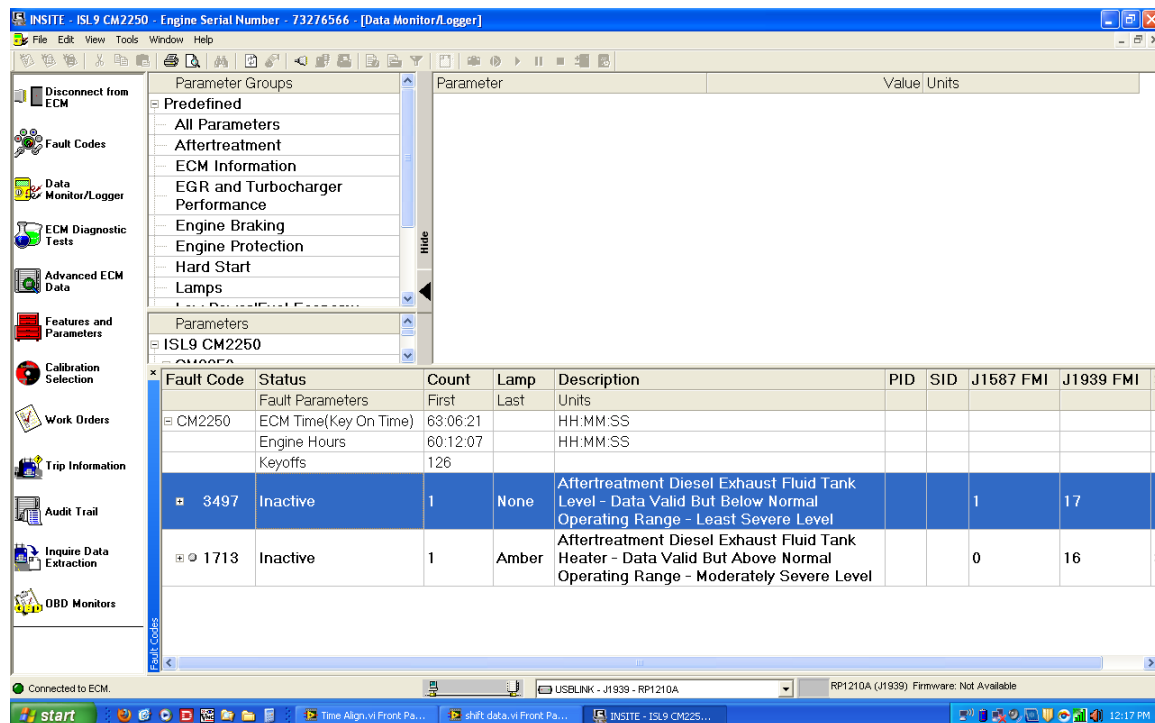 INSITE - ISL9 CM2250 - Engine Serial Number - 73276566 - [Data Monitor/Logger]
File Edit View Tools Window Help
Disconnect from
ECM
Fault Codes
Data
Monitor/Logger
ECM Diagnostic
Tests
Advanced ECM
Data
Features and
Parameters
Calibration
Selection
Work Orders
Trip Information
Audit Trail
Inquire Data
Extraction
OBD Monitors
Parameter Groups
Predefined
All Parameters
Aftertreatment
ECM Information
EGR and Turbocharger
Performance
Engine Braking
Engine Protection
Hard Start
Lamps
Hide
Parameter Value Units
Parameters
ISL9 CM2250
Fault Codes
Fault Code Status Count Lamp Description PID SID J1587 FMI J1939 FMI
Fault Parameters First Last Units
CM2250 ECM Time(Key On Time) 63:06:21 HH:MM:SS
Engine Hours 60:12:07 HH:MM:SS
Keyoffs 126
Aftertreatment Diesel Exhaust Fluid Tank
3497 Inactive 1 None Level - Data Valid But Below Normal 1 17
Operating Range - Least Severe Level
Aftertreatment Diesel Exhaust Fluid Tank
1713 Inactive 1 Amber Heater - Data Valid But Above Normal 0 16
Operating Range - Moderately Severe Level
Connected to ECM.
USBLINK - J1939 - RP1210A
RP1210A (J1939) Firmware: Not Available
start
Time Align.vi Front Pa...
shift data.vi Front Pa...
INSITE - ISL9 CM225...
12:17 PM